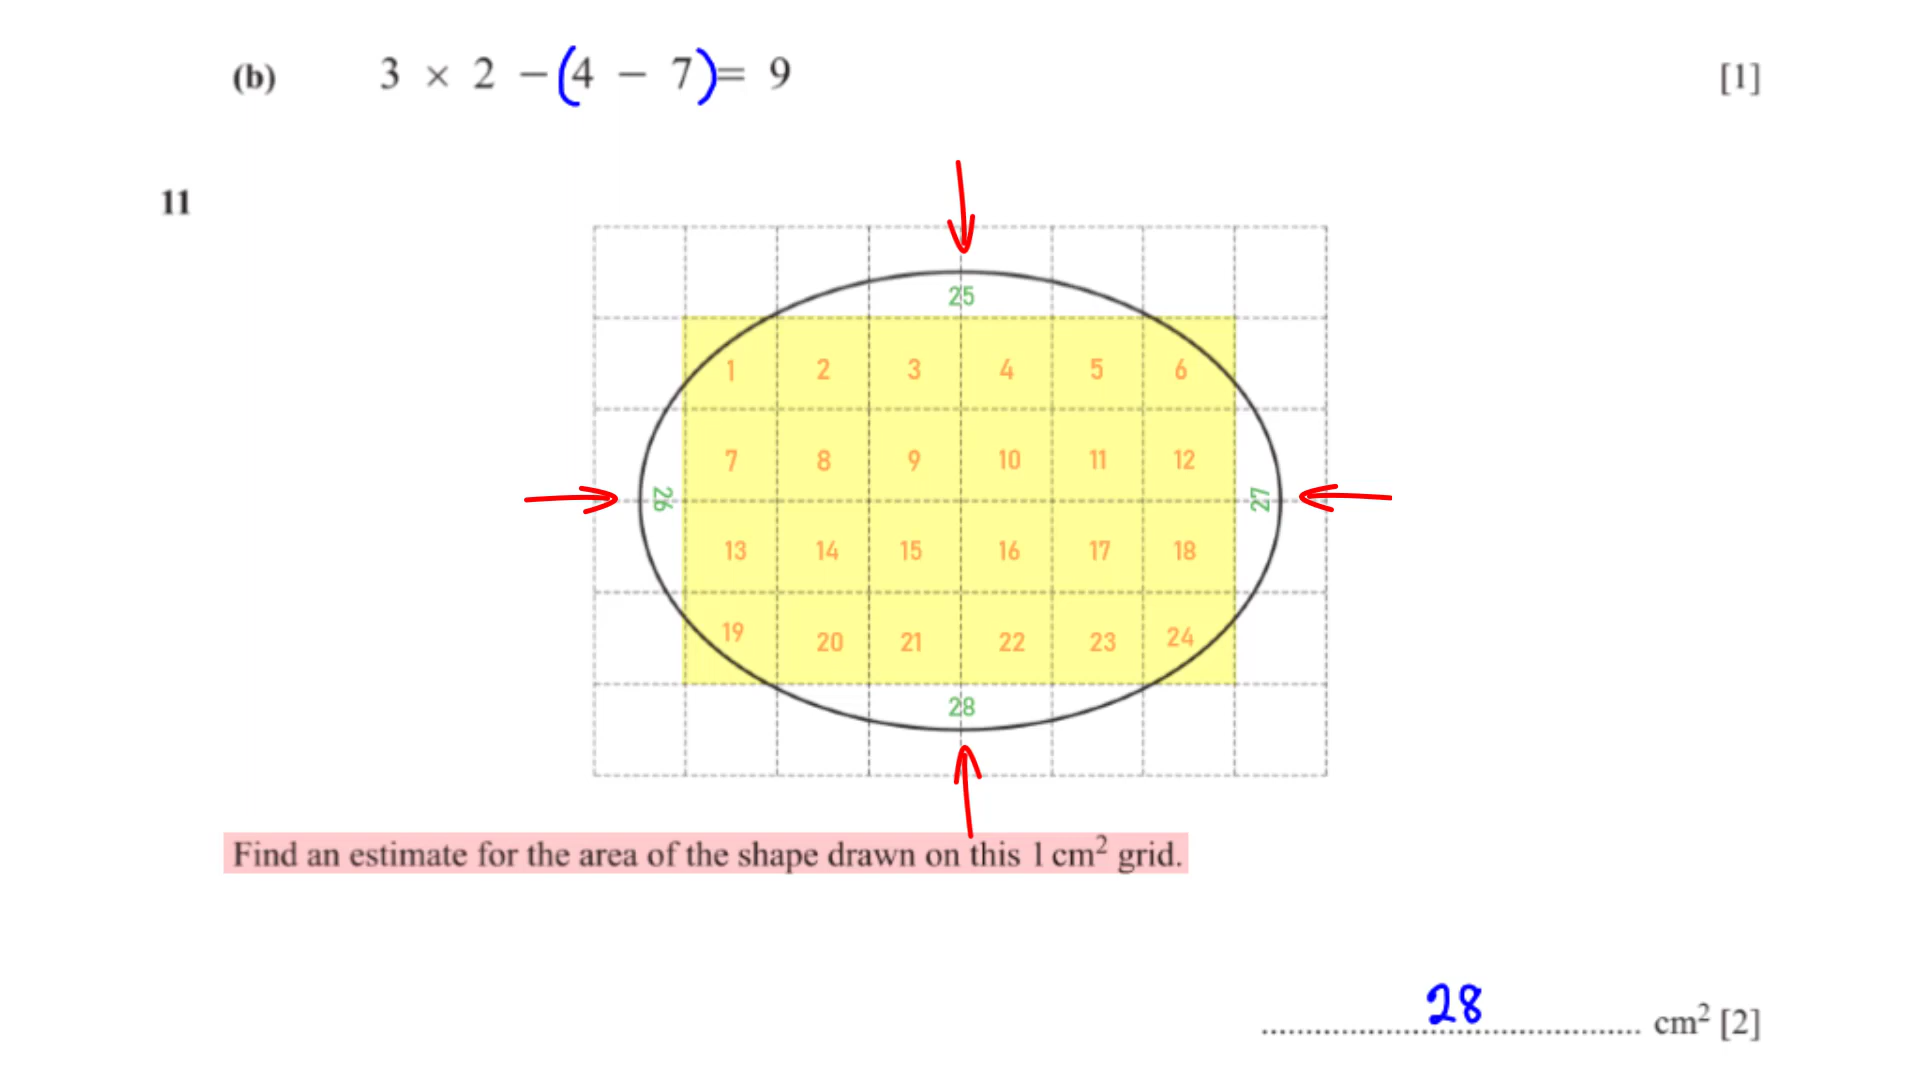 (b) 3 × 2 − (4 − 7) = 9 [1]
11
25
1 2 3 4 5 6
7 8 9 10 11 12
26 27
13 14 15 16 17 18
19 20 21 22 23 24
28
Find an estimate for the area of the shape drawn on this 1 cm² grid.
28 cm² [2]